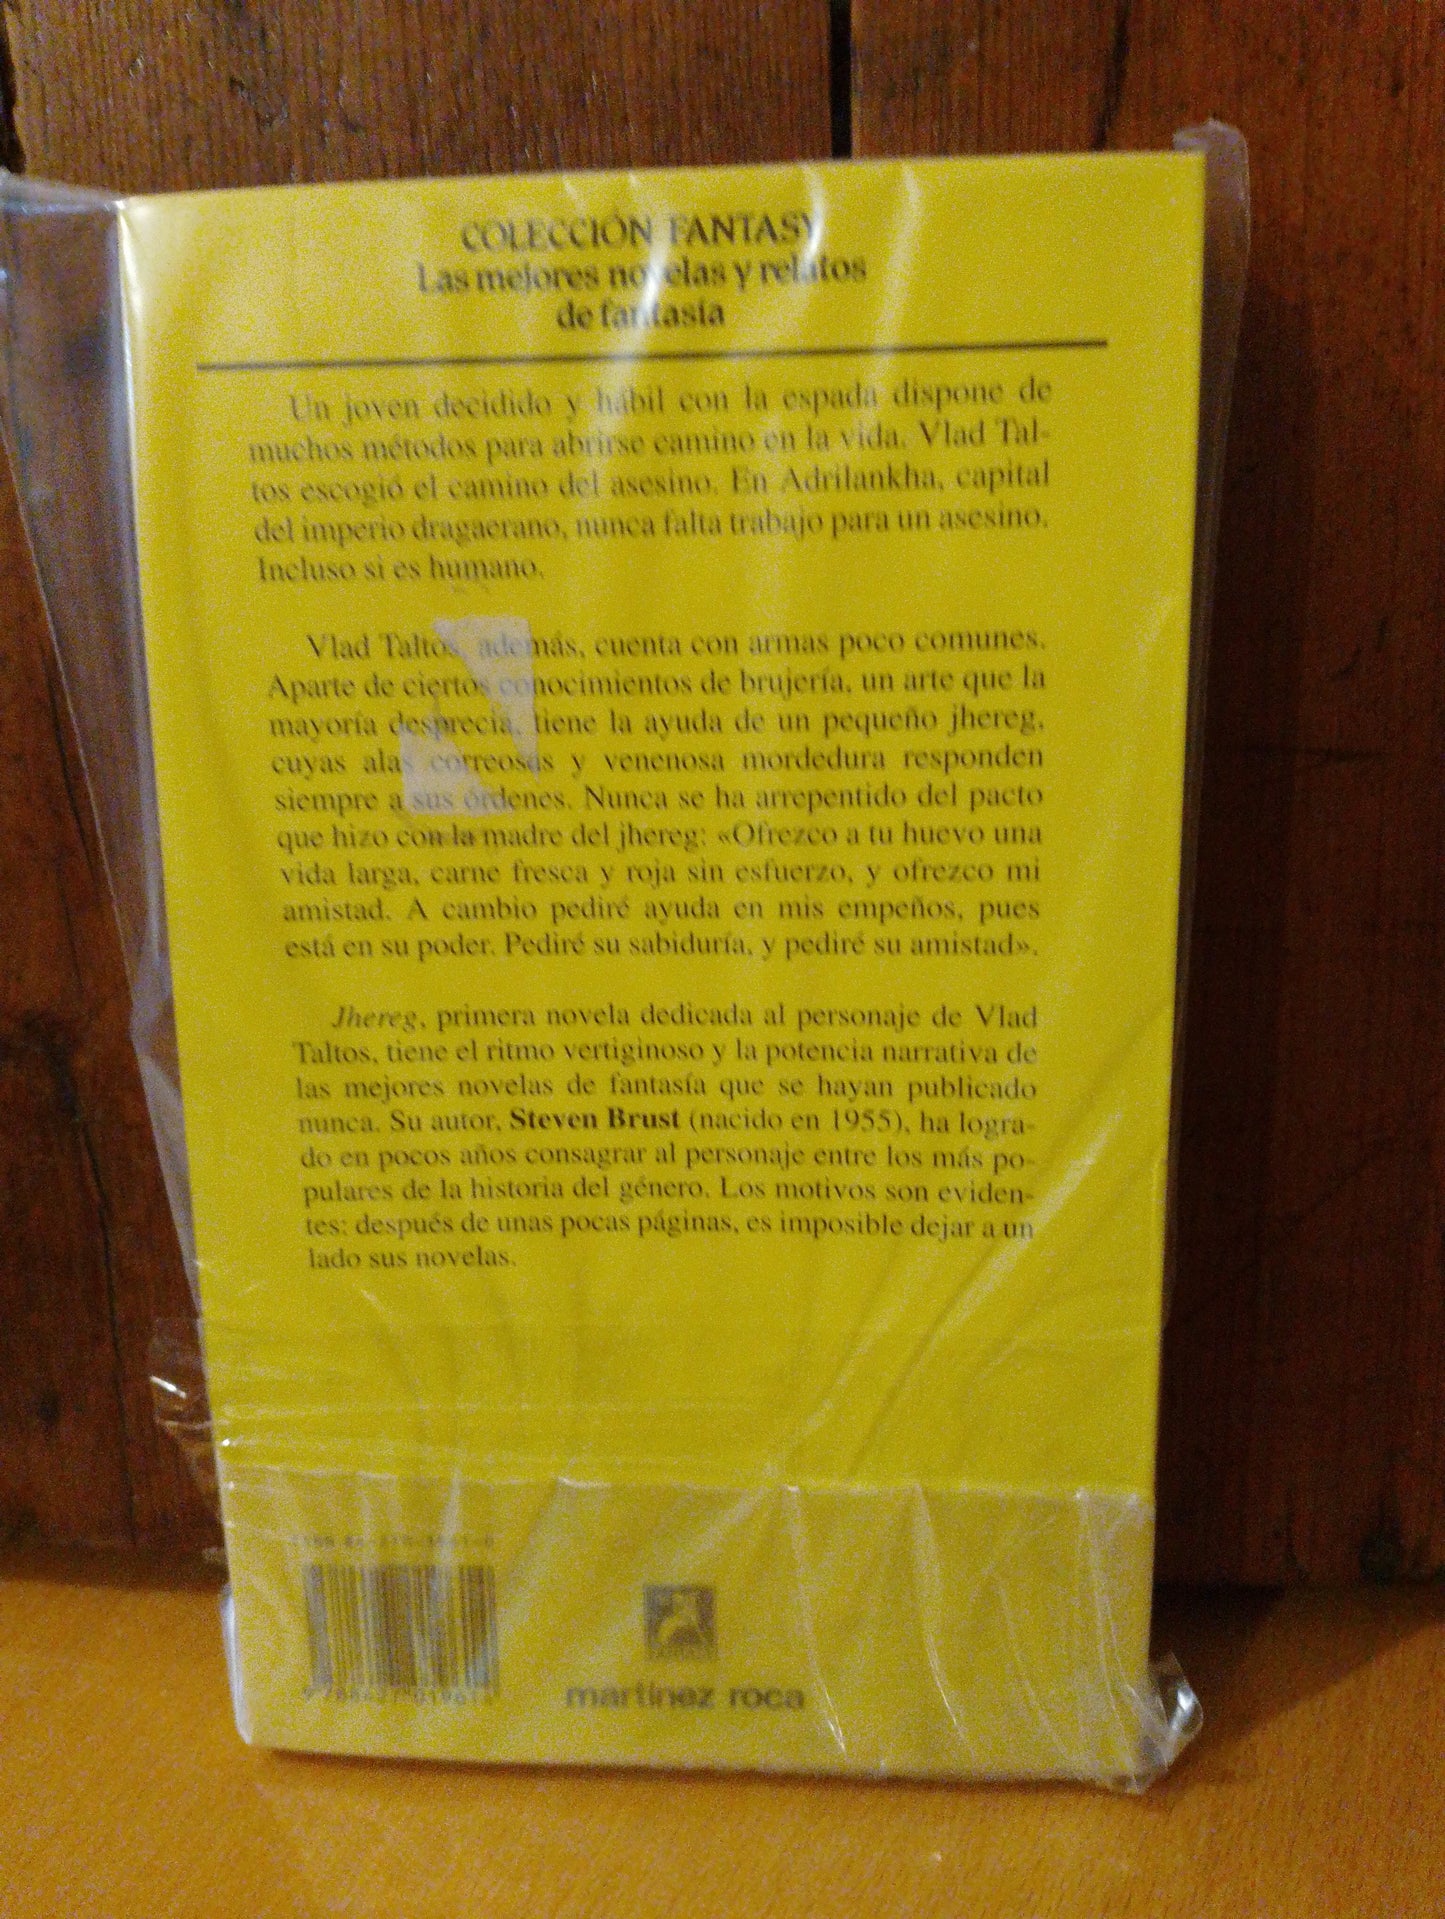 COLECCIÓN FANTASY
Las mejores novelas y relatos
de fantasía
Un joven decidido y hábil con la espada dispone de
muchos métodos para abrirse camino en la vida. Vlad Tal-
tos escogió el camino del asesino. En Adrilankha, capital
del imperio dragaerano, nunca falta trabajo para un asesino.
Incluso si es humano.
Vlad Taltos, además, cuenta con armas poco comunes.
Aparte de ciertos conocimientos de brujería, un arte que la
mayoría desprecia, tiene la ayuda de un pequeño jhereg,
cuyas alas correosas y venenosa mordedura responden
siempre a sus órdenes. Nunca se ha arrepentido del pacto
que hizo con la madre del jhereg: «Ofrezco a tu huevo una
vida larga, carne fresca y roja sin esfuerzo, y ofrezco mi
amistad. A cambio pediré ayuda en mis empeños, pues
está en su poder. Pediré su sabiduría, y pediré su amistad».
Jhereg, primera novela dedicada al personaje de Vlad
Taltos, tiene el ritmo vertiginoso y la potencia narrativa de
las mejores novelas de fantasía que se hayan publicado
nunca. Su autor, Steven Brust (nacido en 1955), ha logra-
do en pocos años consagrar al personaje entre los más po-
pulares de la historia del género. Los motivos son eviden-
tes: después de unas pocas páginas, es imposible dejar a un
lado sus novelas.
martínez roca